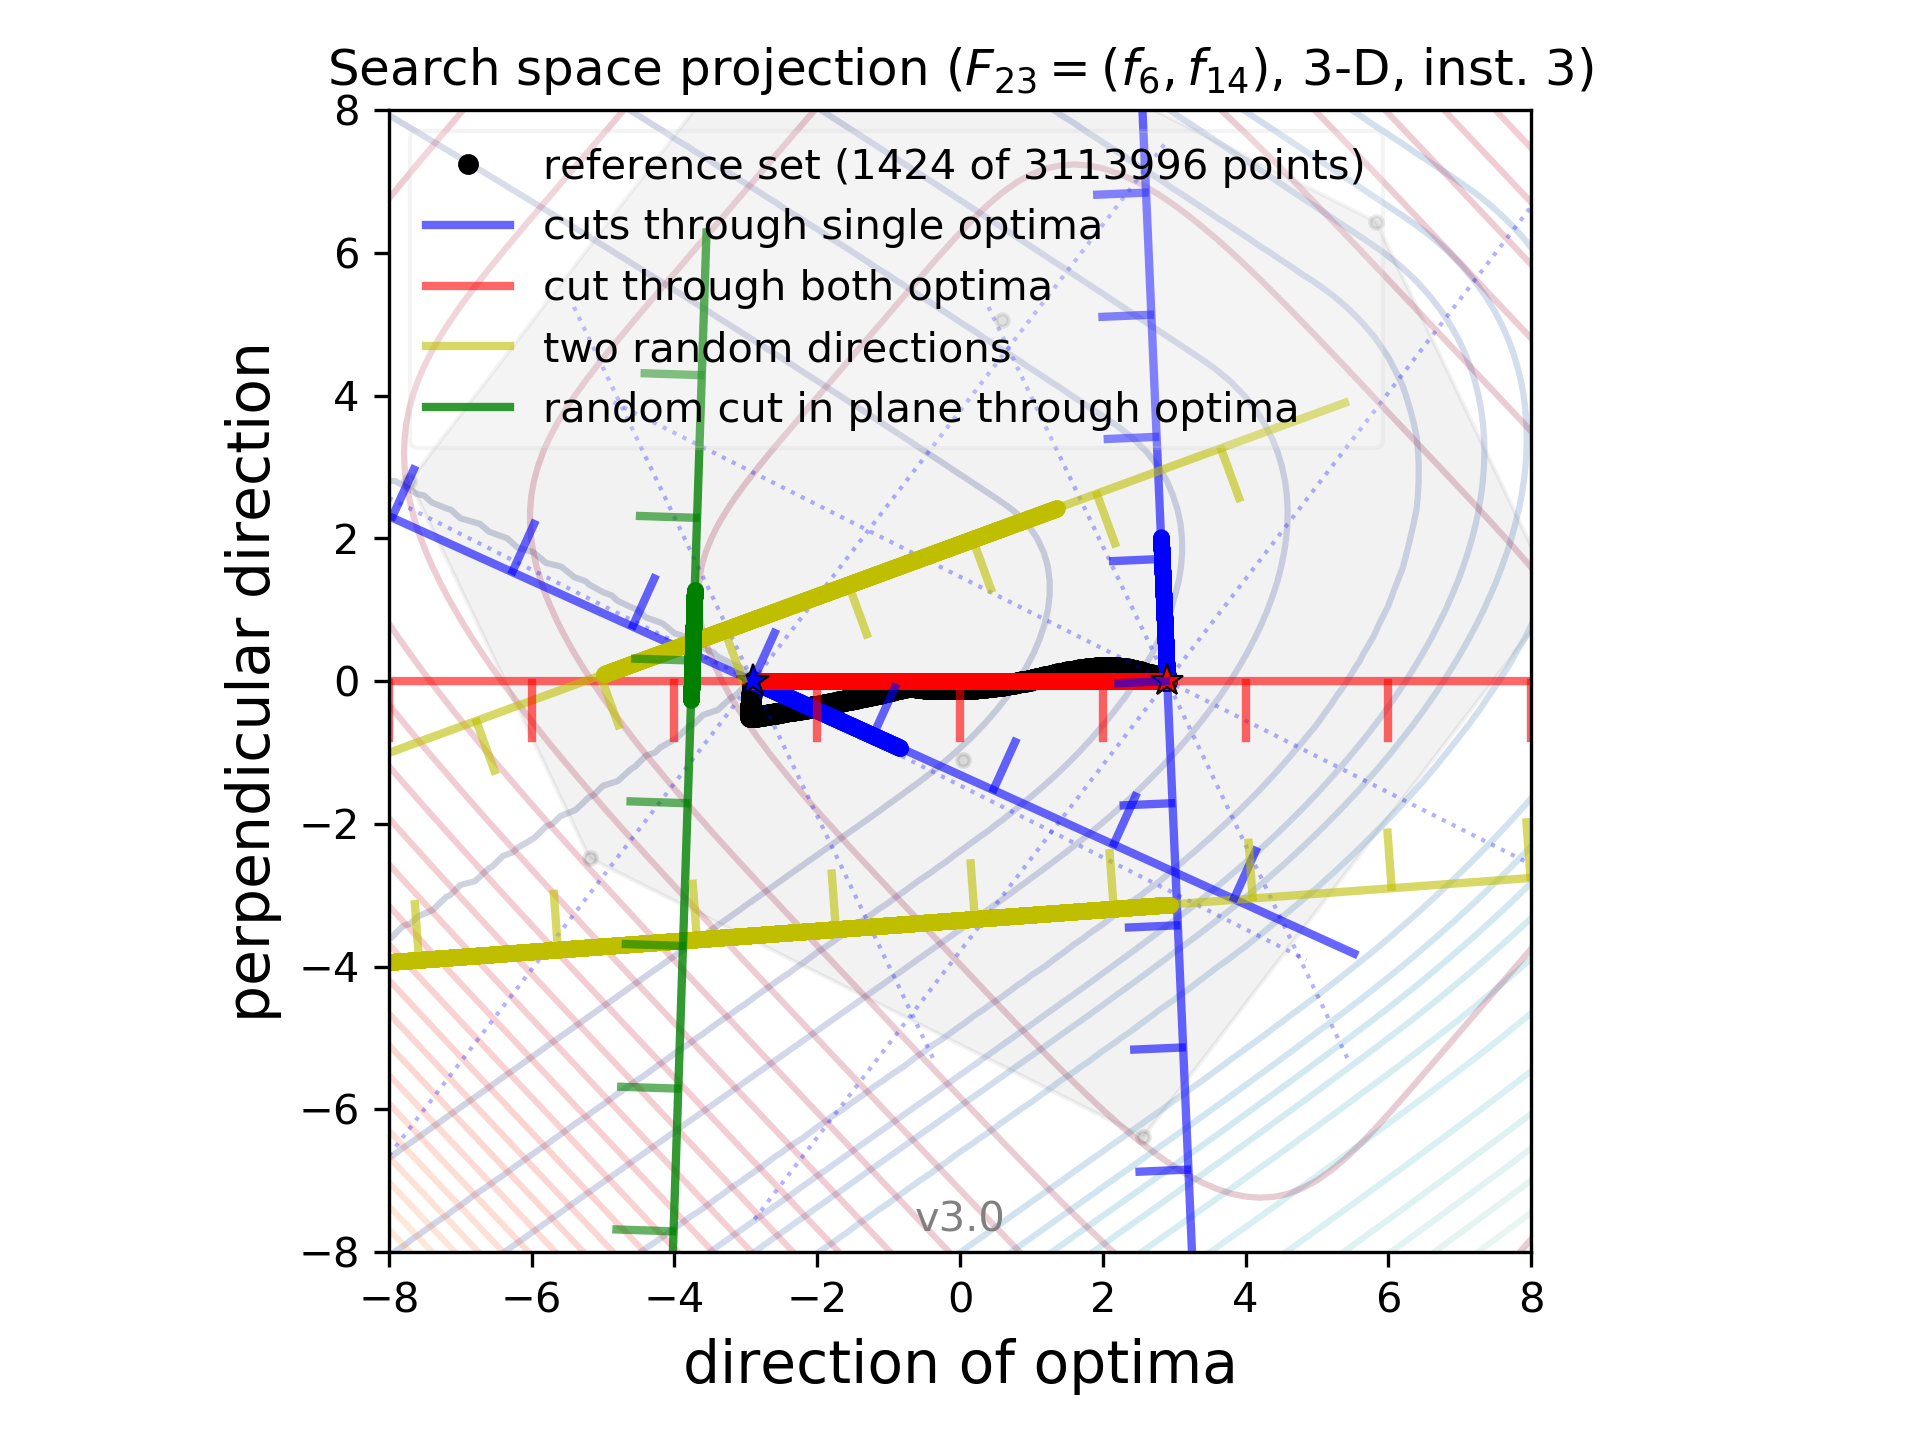 Search space projection (F₂₃ = (f₆, f₁₄), 3-D, inst. 3)
reference set (1424 of 3113996 points)
cuts through single optima
cut through both optima
two random directions
random cut in plane through optima
8
6
4
2
0
−2
−4
−6
−8
perpendicular direction
v3.0
−8 −6 −4 −2 0 2 4 6 8
direction of optima